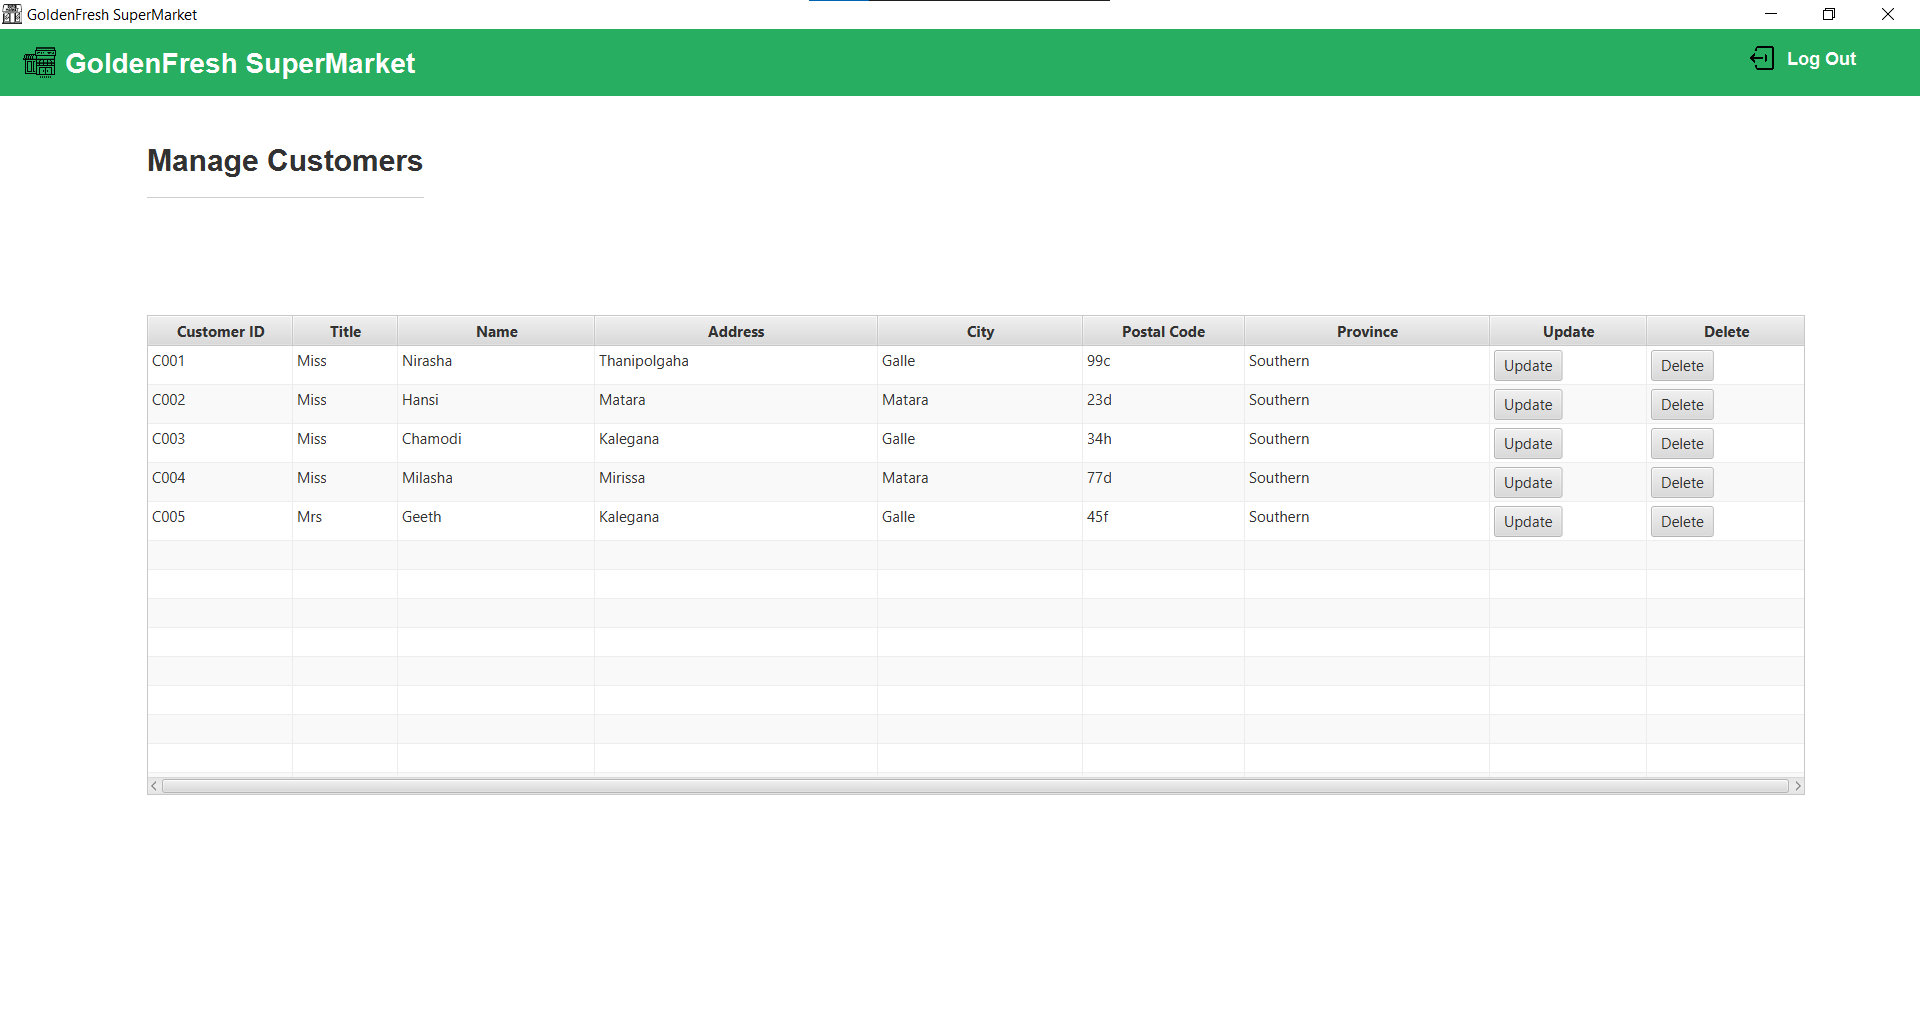 GoldenFresh SuperMarket
GoldenFresh SuperMarket Log Out
Manage Customers
Customer ID Title Name Address City Postal Code Province Update Delete
C001 Miss Nirasha Thanipolgaha Galle 99c Southern Update Delete
C002 Miss Hansi Matara Matara 23d Southern Update Delete
C003 Miss Chamodi Kalegana Galle 34h Southern Update Delete
C004 Miss Milasha Mirissa Matara 77d Southern Update Delete
C005 Mrs Geeth Kalegana Galle 45f Southern Update Delete